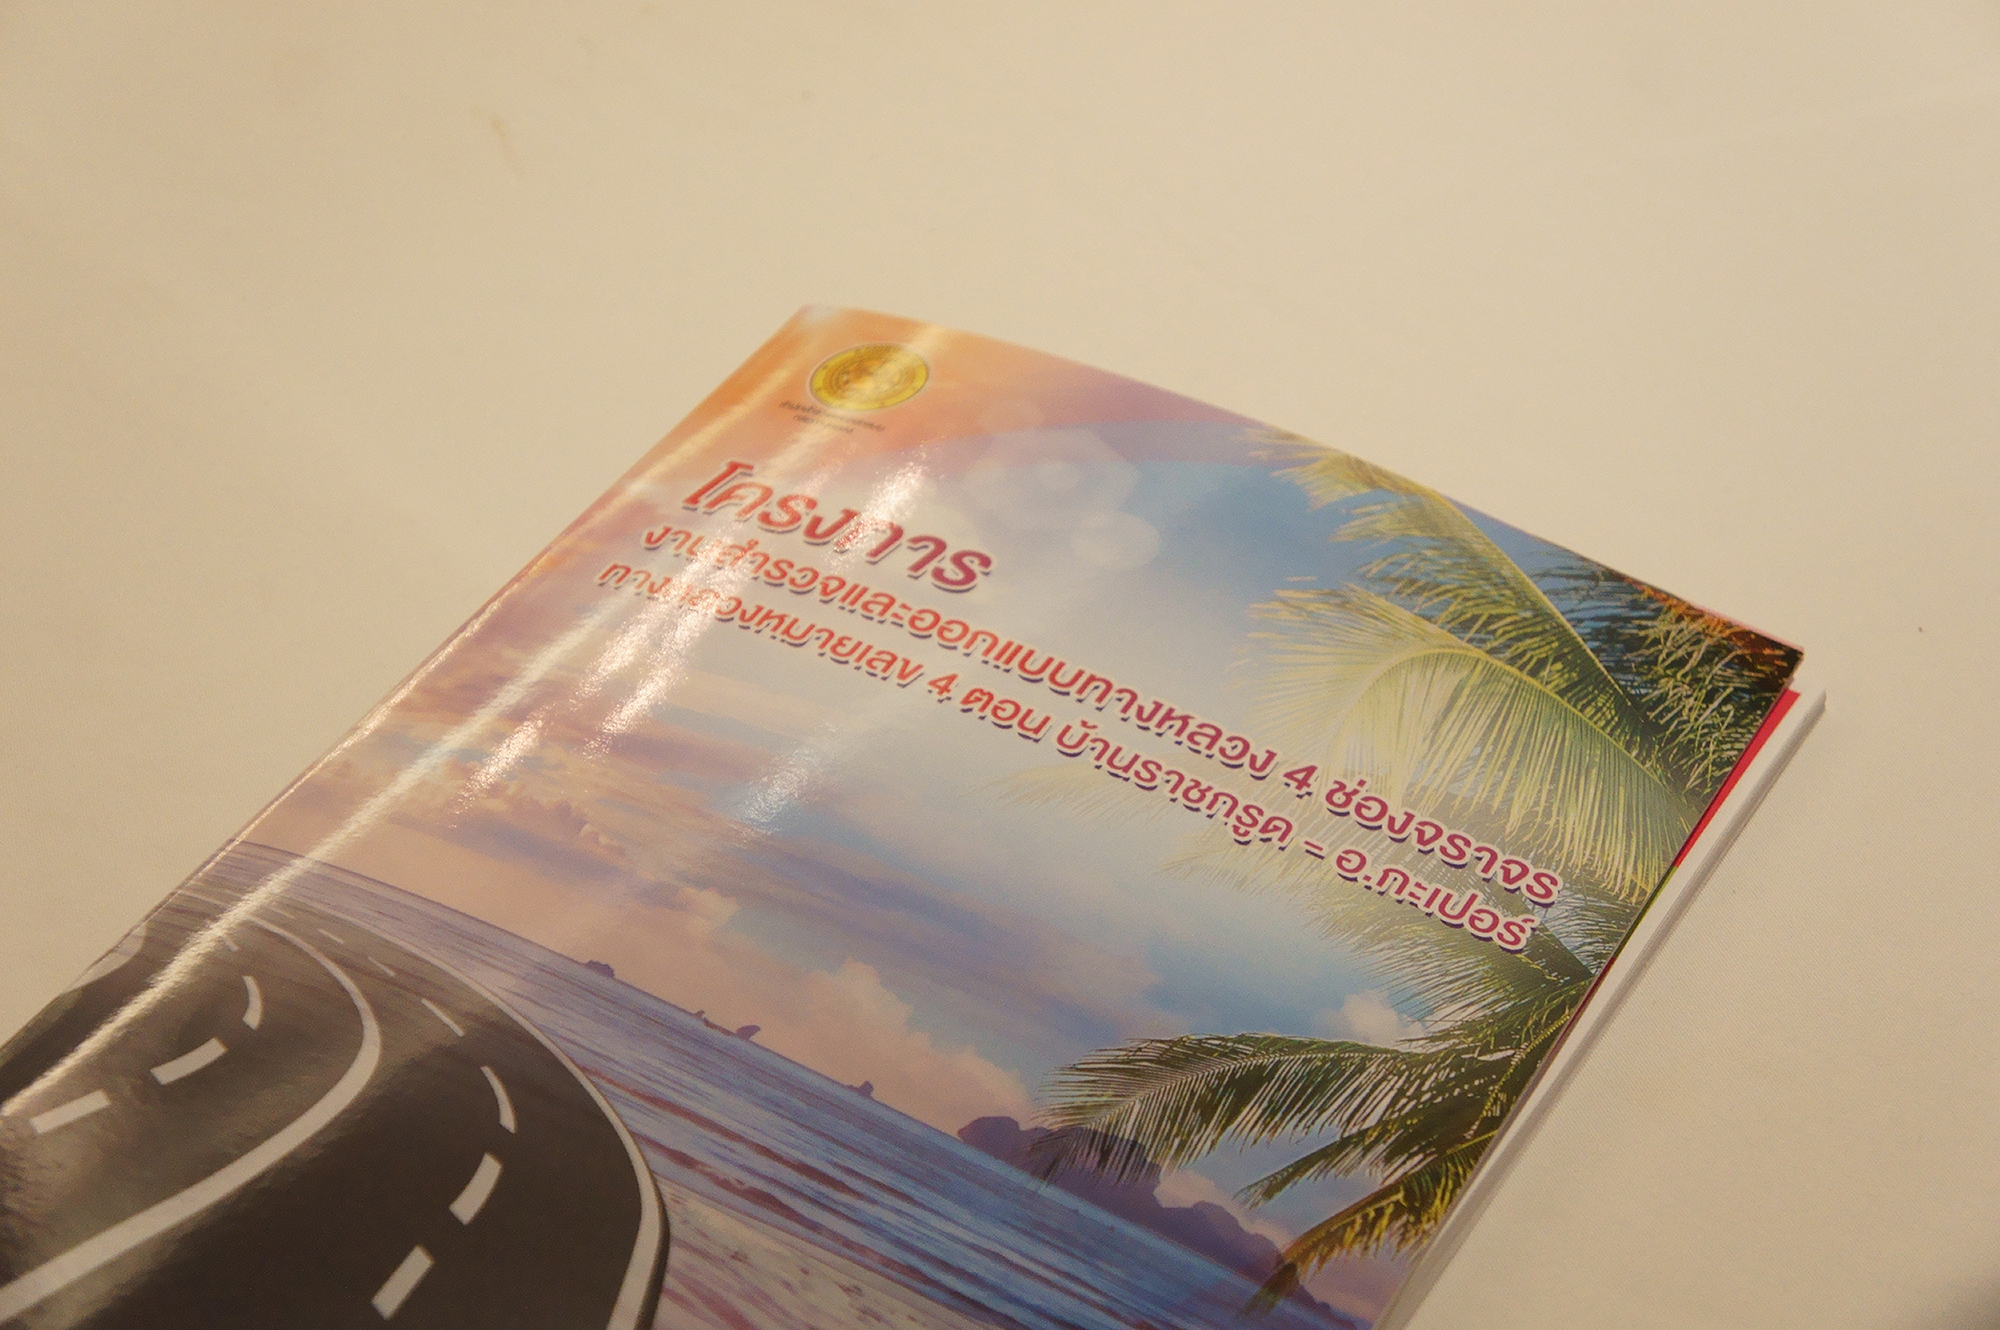 โครงการ
งานสำรวจและออกแบบทางหลวง 4 ช่องจราจร
ทางหลวงหมายเลข 4 ตอน บ้านราชกรูด - อ.กะเปอร์